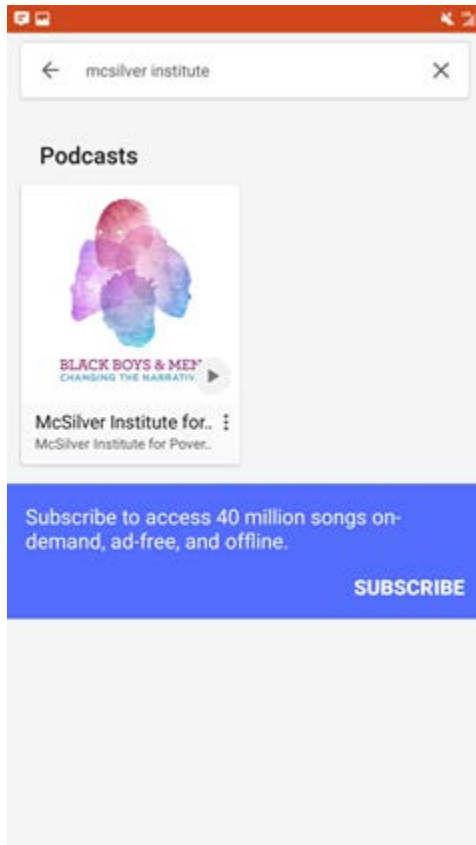 mcsilver institute
Podcasts
BLACK BOYS & MEN
CHANGING THE NARRATIV
McSilver Institute for..
McSilver Institute for Pover..
Subscribe to access 40 million songs on-
demand, ad-free, and offline.
SUBSCRIBE